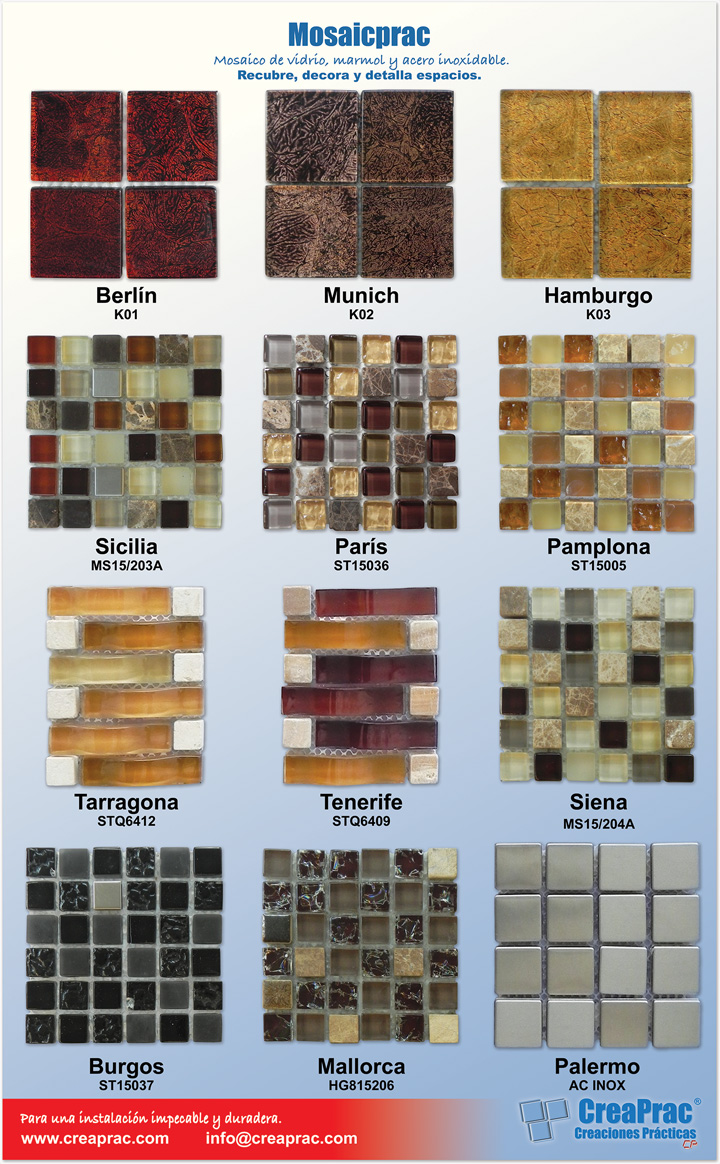 Mosaicprac
Mosaico de vidrio, marmol y acero inoxidable.
Recubre, decora y detalla espacios.
Berlín
K01
Munich
K02
Hamburgo
K03
Sicilia
MS15/203A
París
ST15036
Pamplona
ST15005
Tarragona
STQ6412
Tenerife
STQ6409
Siena
MS15/204A
Burgos
ST15037
Mallorca
HG815206
Palermo
AC INOX
Para una instalación impecable y duradera.
www.creaprac.com info@creaprac.com
CreaPrac®
Creaciones Prácticas
CP